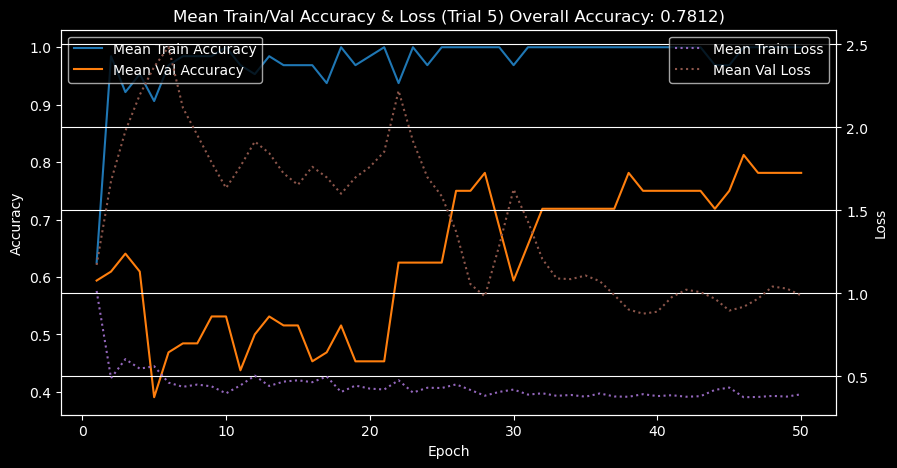 Mean Train/Val Accuracy & Loss (Trial 5) Overall Accuracy: 0.7812)
Mean Train Accuracy
Mean Val Accuracy
Mean Train Loss
Mean Val Loss
1.0
0.9
0.8
0.7
0.6
0.5
0.4
Accuracy
2.5
2.0
1.5
1.0
0.5
Loss
0 10 20 30 40 50
Epoch